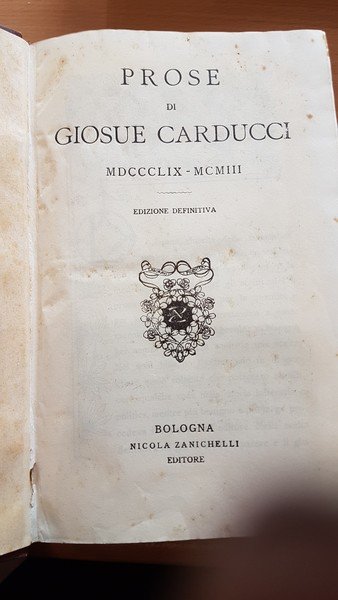 PROSE
DI
GIOSUE CARDUCCI
MDCCCLIX - MCMIII
EDIZIONE DEFINITIVA
BOLOGNA
NICOLA ZANICHELLI
EDITORE